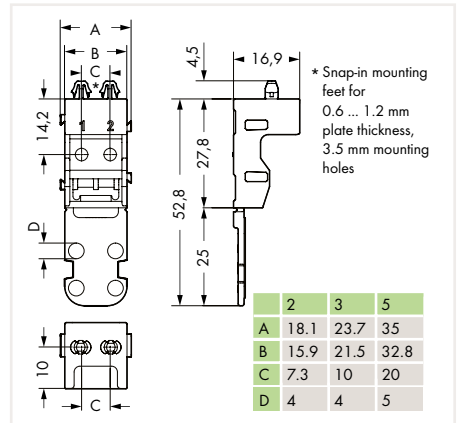 A
B
C
*
4,5
16,9
* Snap-in mounting
feet for
0.6 ... 1.2 mm
plate thickness,
3.5 mm mounting
holes
14,2
1 2
27,8
52,8
D
25
10
C
2 3 5
A 18.1 23.7 35
B 15.9 21.5 32.8
C 7.3 10 20
D 4 4 5